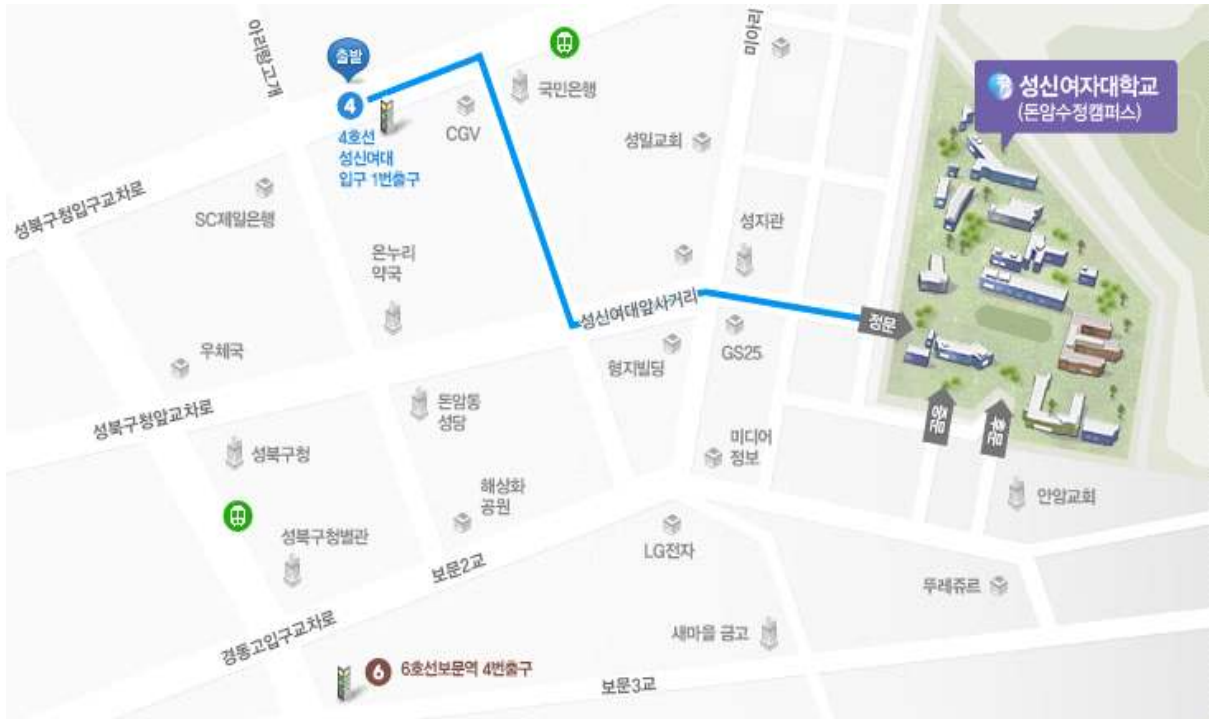 아리랑고개
출발
미아리
국민은행
성신여자대학교
(돈암수정캠퍼스)
4
4호선
성신여대
입구 1번출구
CGV
성일교회
성북구청입구교차로
SC제일은행
성지관
온누리
약국
성신여대앞사거리
정문
우체국
형지빌딩
GS25
성북구청앞교차로
돈암동
성당
중문
후문
성북구청
미디어
정보
해상화
공원
안암교회
성북구청별관
LG전자
보문2교
뚜레쥬르
경동고입구교차로
새마을 금고
6
6호선보문역 4번출구
보문3교